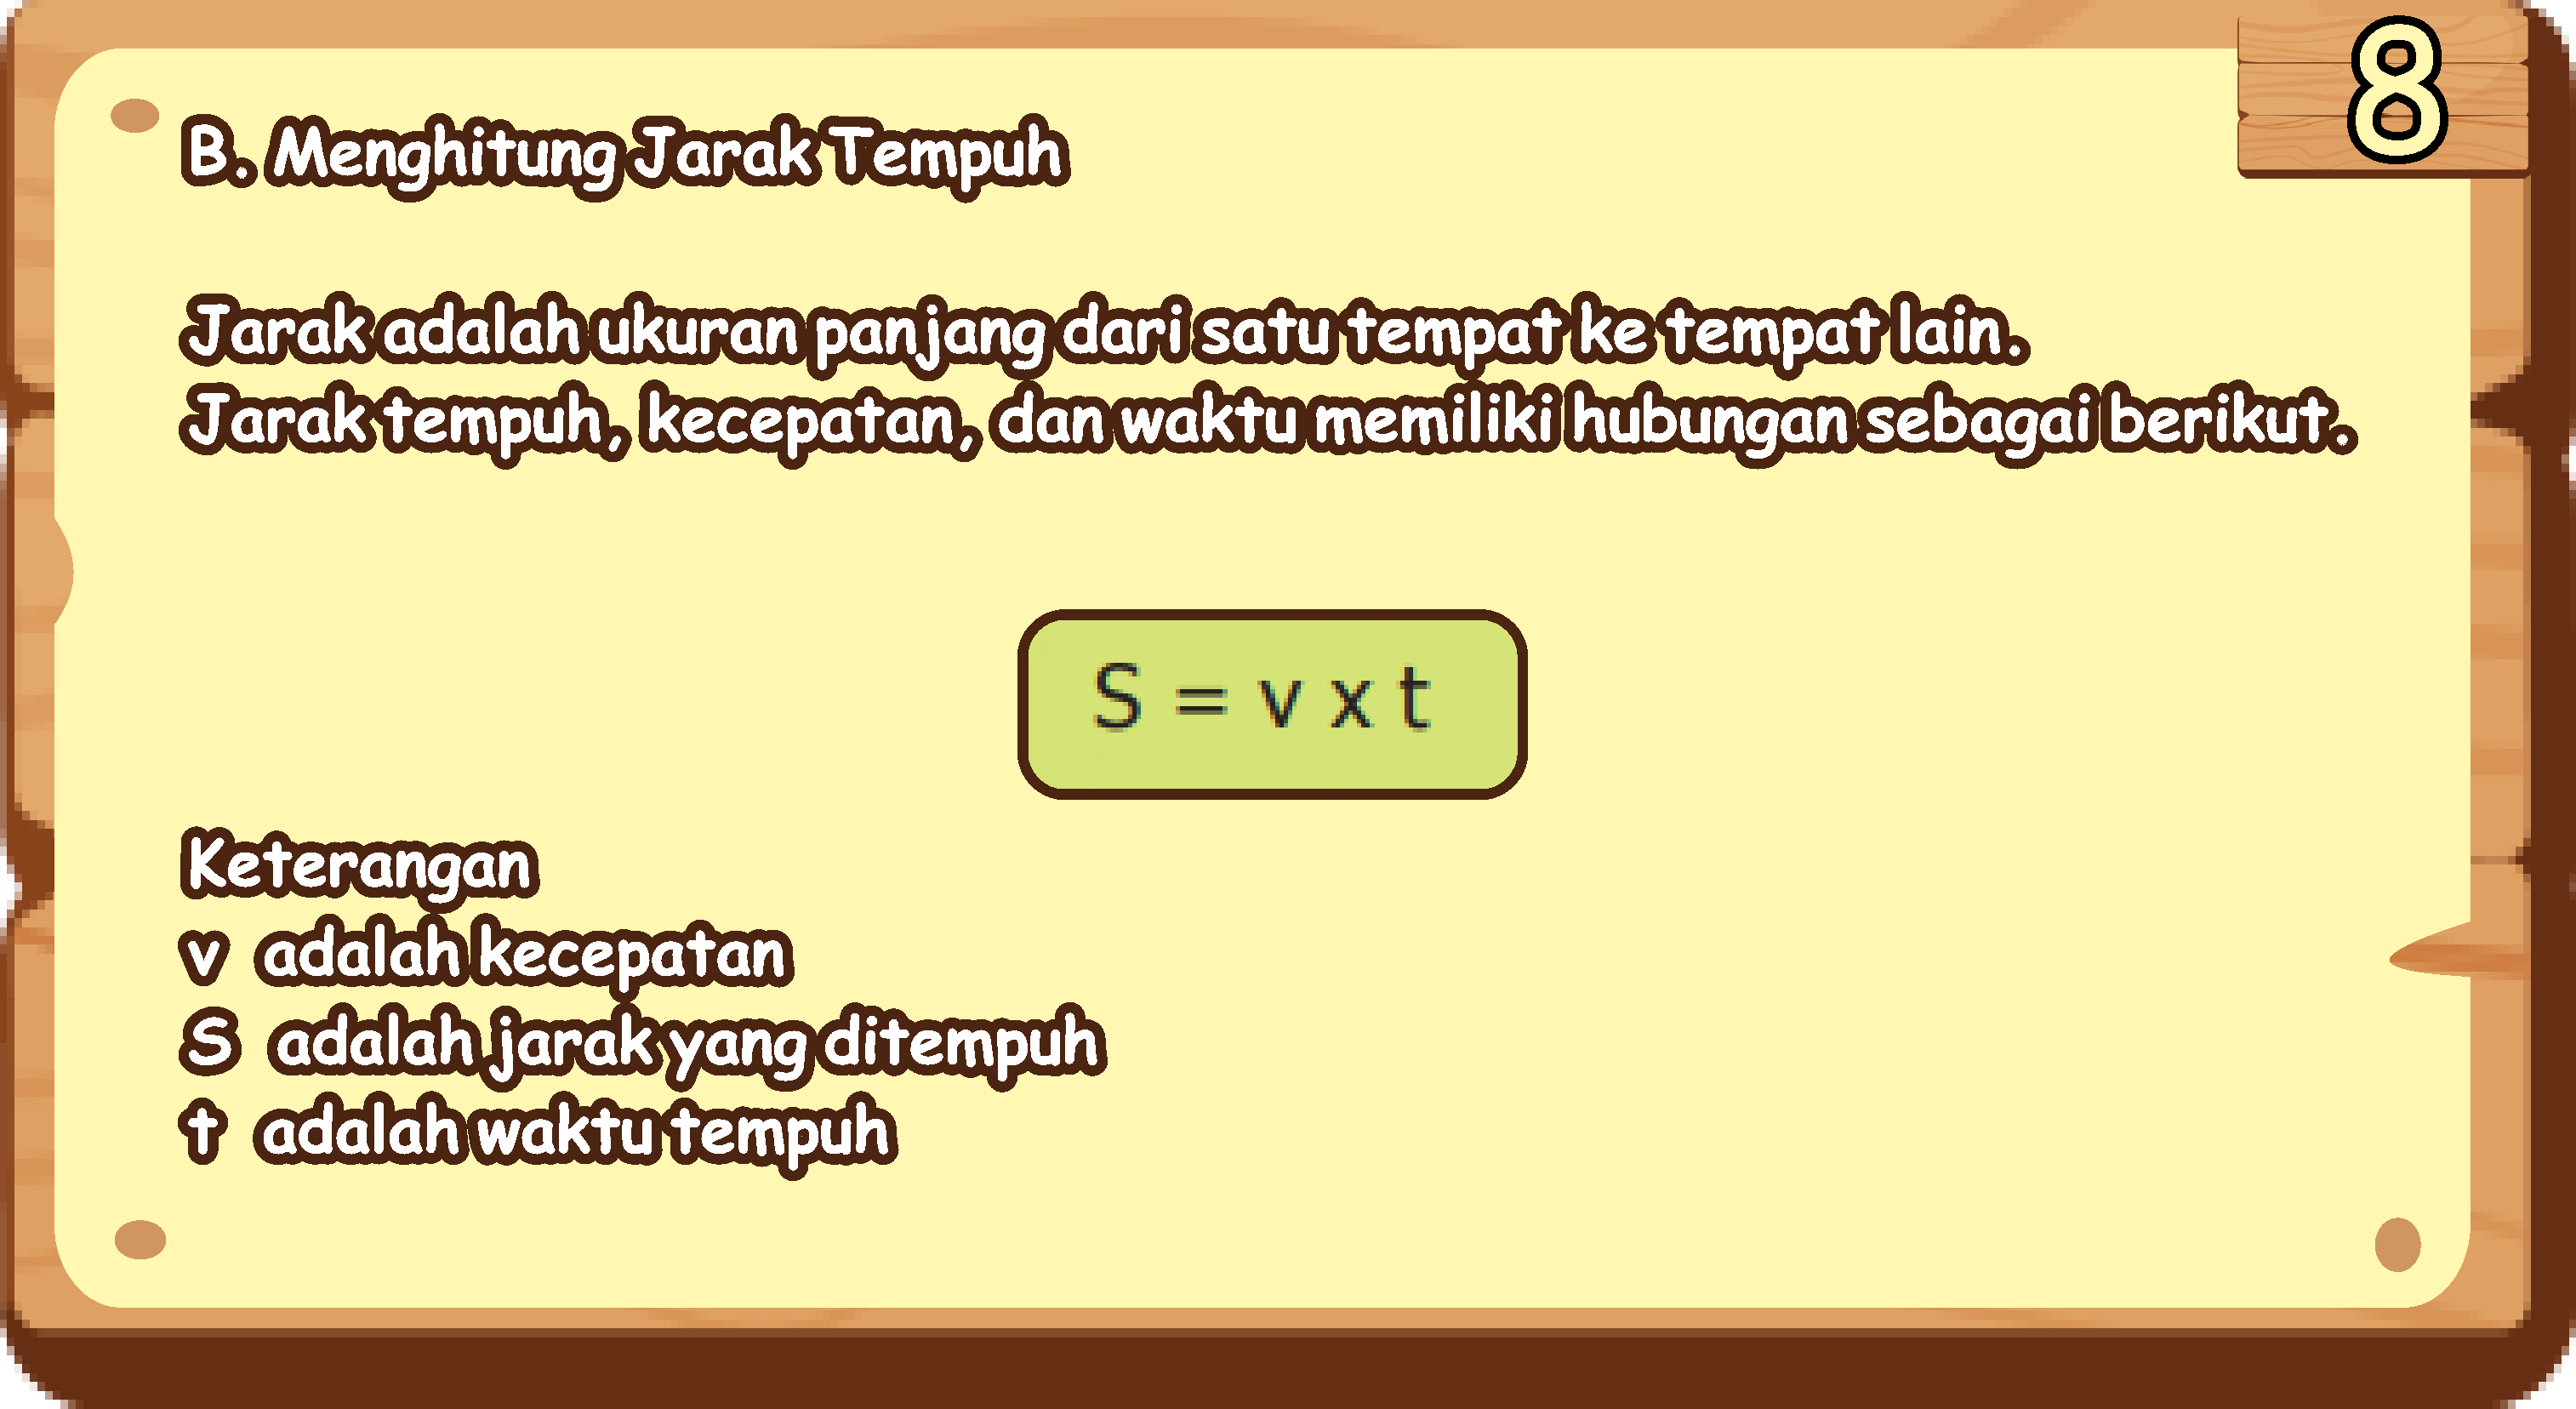 8
B. Menghitung Jarak Tempuh
Jarak adalah ukuran panjang dari satu tempat ke tempat lain.
Jarak tempuh, kecepatan, dan waktu memiliki hubungan sebagai berikut.
S = v x t
Keterangan
v adalah kecepatan
S adalah jarak yang ditempuh
t adalah waktu tempuh